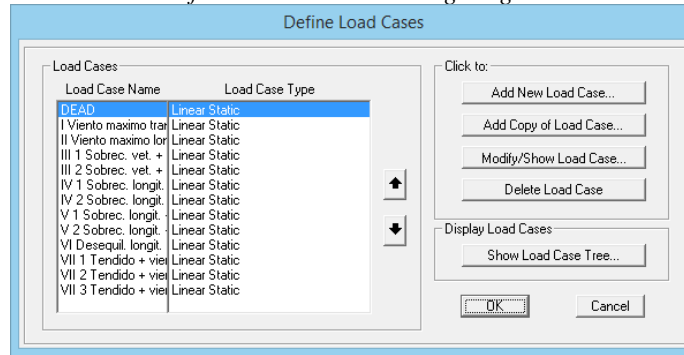 Define Load Cases
Load Cases
Load Case Name Load Case Type
DEAD Linear Static
I Viento maximo tran Linear Static
II Viento maximo lon Linear Static
III 1 Sobrec. vet. + Linear Static
III 2 Sobrec. vet. + Linear Static
IV 1 Sobrec. longit. Linear Static
IV 2 Sobrec. longit. Linear Static
V 1 Sobrec. longit. Linear Static
V 2 Sobrec. longit. Linear Static
VI Desequil. longit. Linear Static
VII 1 Tendido + vien Linear Static
VII 2 Tendido + vien Linear Static
VII 3 Tendido + vien Linear Static
Click to:
Add New Load Case...
Add Copy of Load Case...
Modify/Show Load Case...
Delete Load Case
Display Load Cases
Show Load Case Tree...
OK Cancel